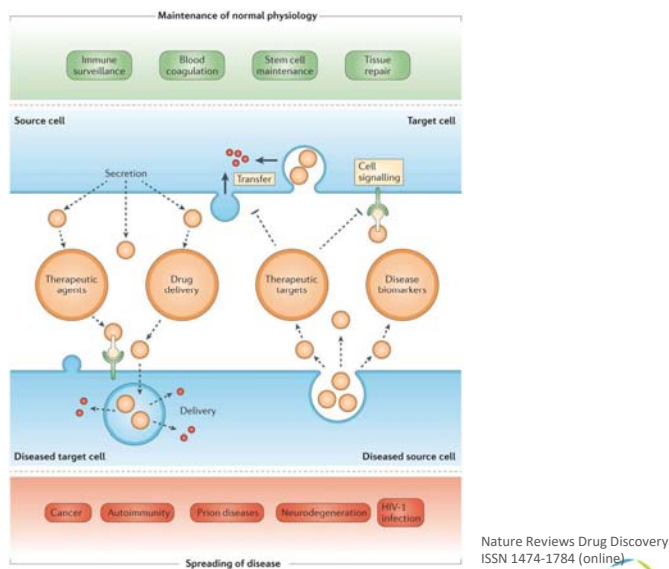 Maintenance of normal physiology
Immune
surveillance
Blood
coagulation
Stem cell
maintenance
Tissue
repair
Source cell
Target cell
Secretion
Transfer
Cell
signalling
Therapeutic
agents
Drug
delivery
Therapeutic
targets
Disease
biomarkers
Delivery
Diseased target cell
Diseased source cell
Cancer
Autoimmunity
Prion diseases
Neurodegeneration
HIV-1
infection
Spreading of disease
Nature Reviews Drug Discovery
ISSN 1474-1784 (online)